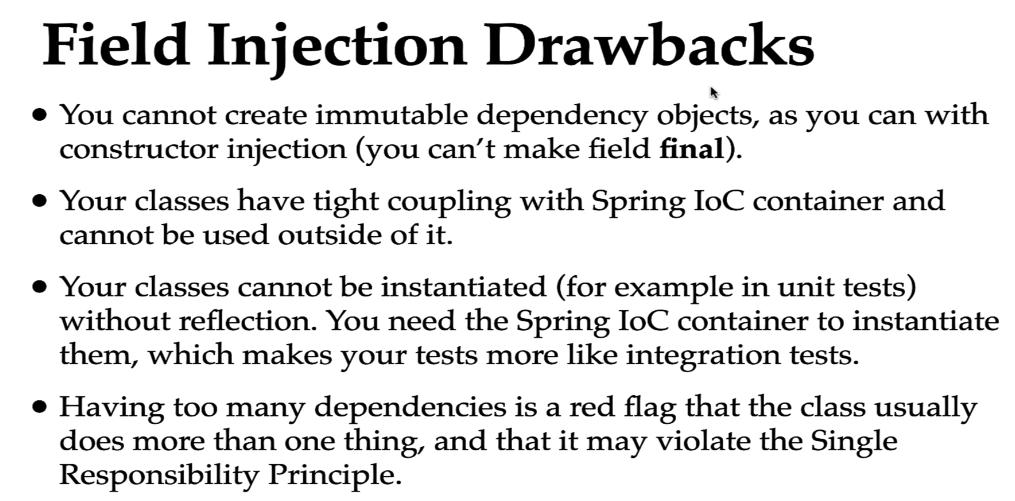 Field Injection Drawbacks
• You cannot create immutable dependency objects, as you can with
constructor injection (you can't make field final).
• Your classes have tight coupling with Spring IoC container and
cannot be used outside of it.
• Your classes cannot be instantiated (for example in unit tests)
without reflection. You need the Spring IoC container to instantiate
them, which makes your tests more like integration tests.
• Having too many dependencies is a red flag that the class usually
does more than one thing, and that it may violate the Single
Responsibility Principle.